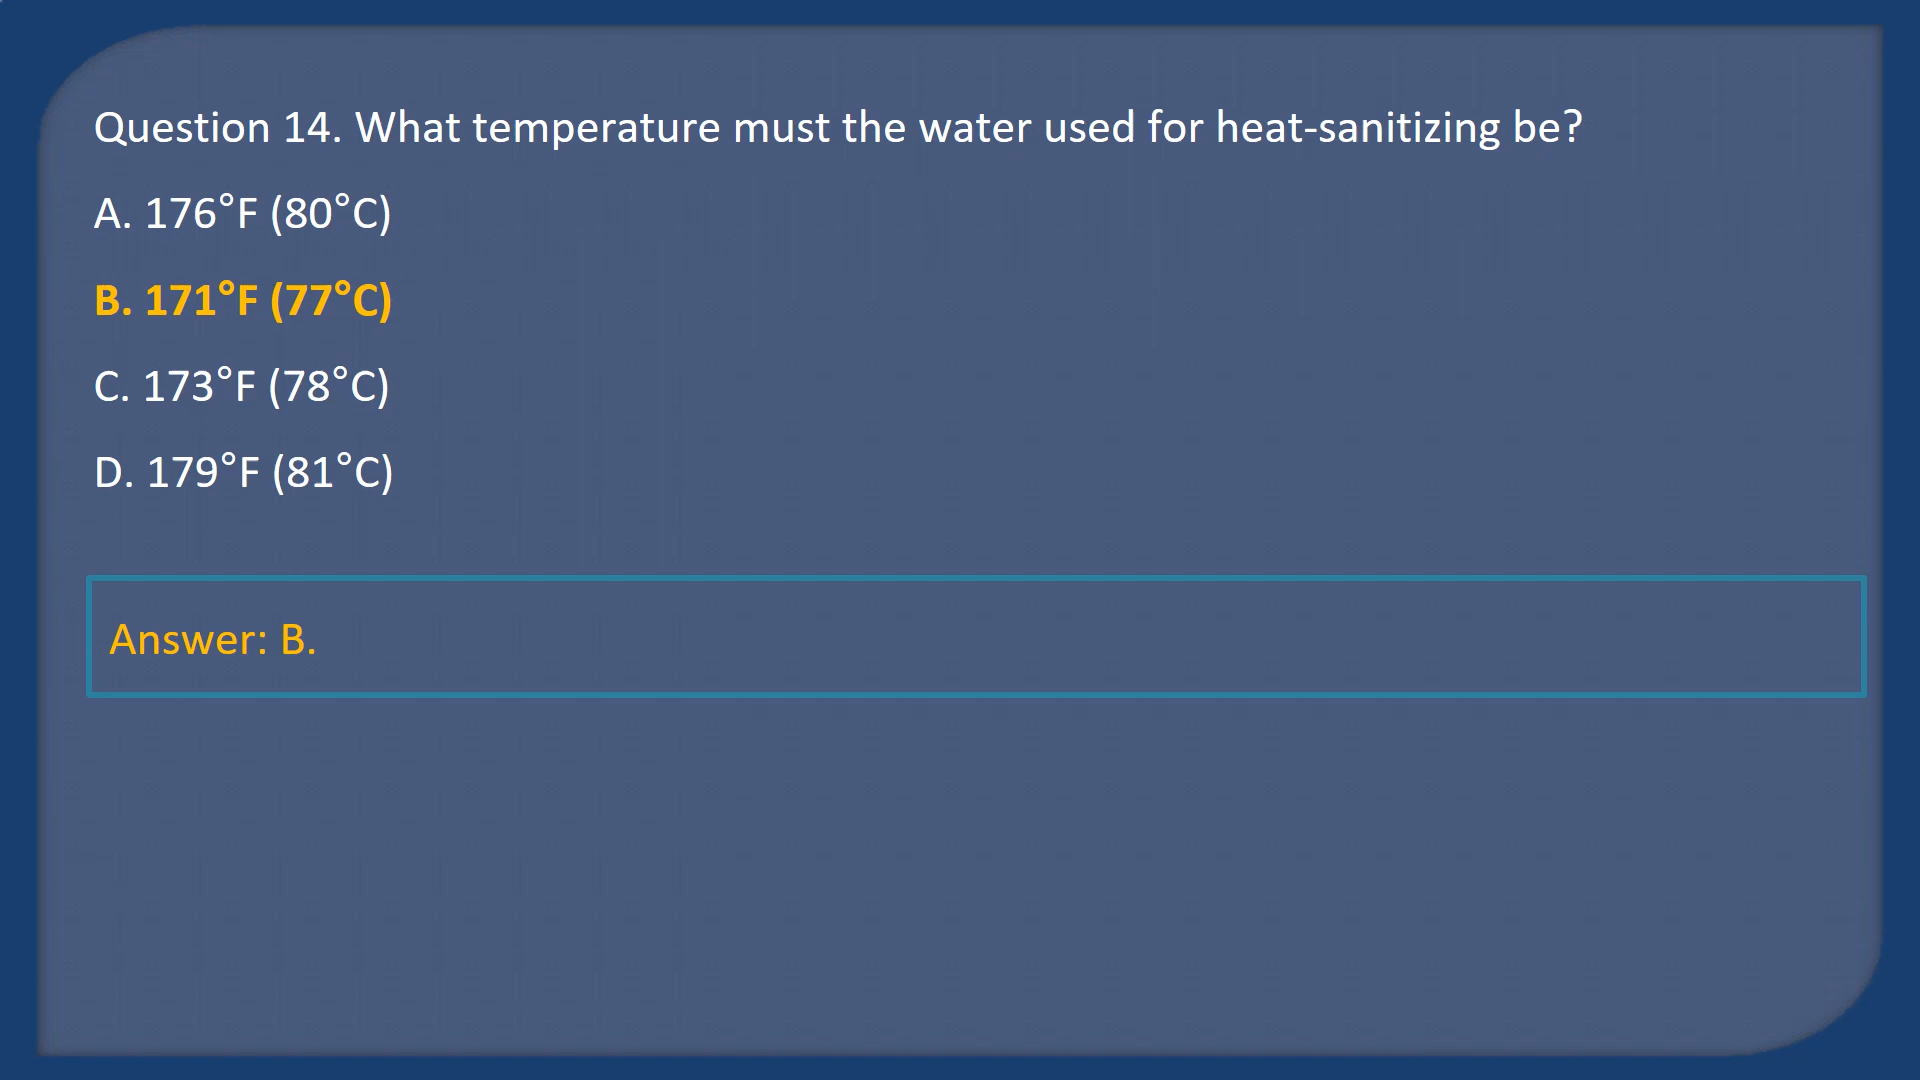 Question 14. What temperature must the water used for heat-sanitizing be?
A. 176°F (80°C)
B. 171°F (77°C)
C. 173°F (78°C)
D. 179°F (81°C)
Answer: B.